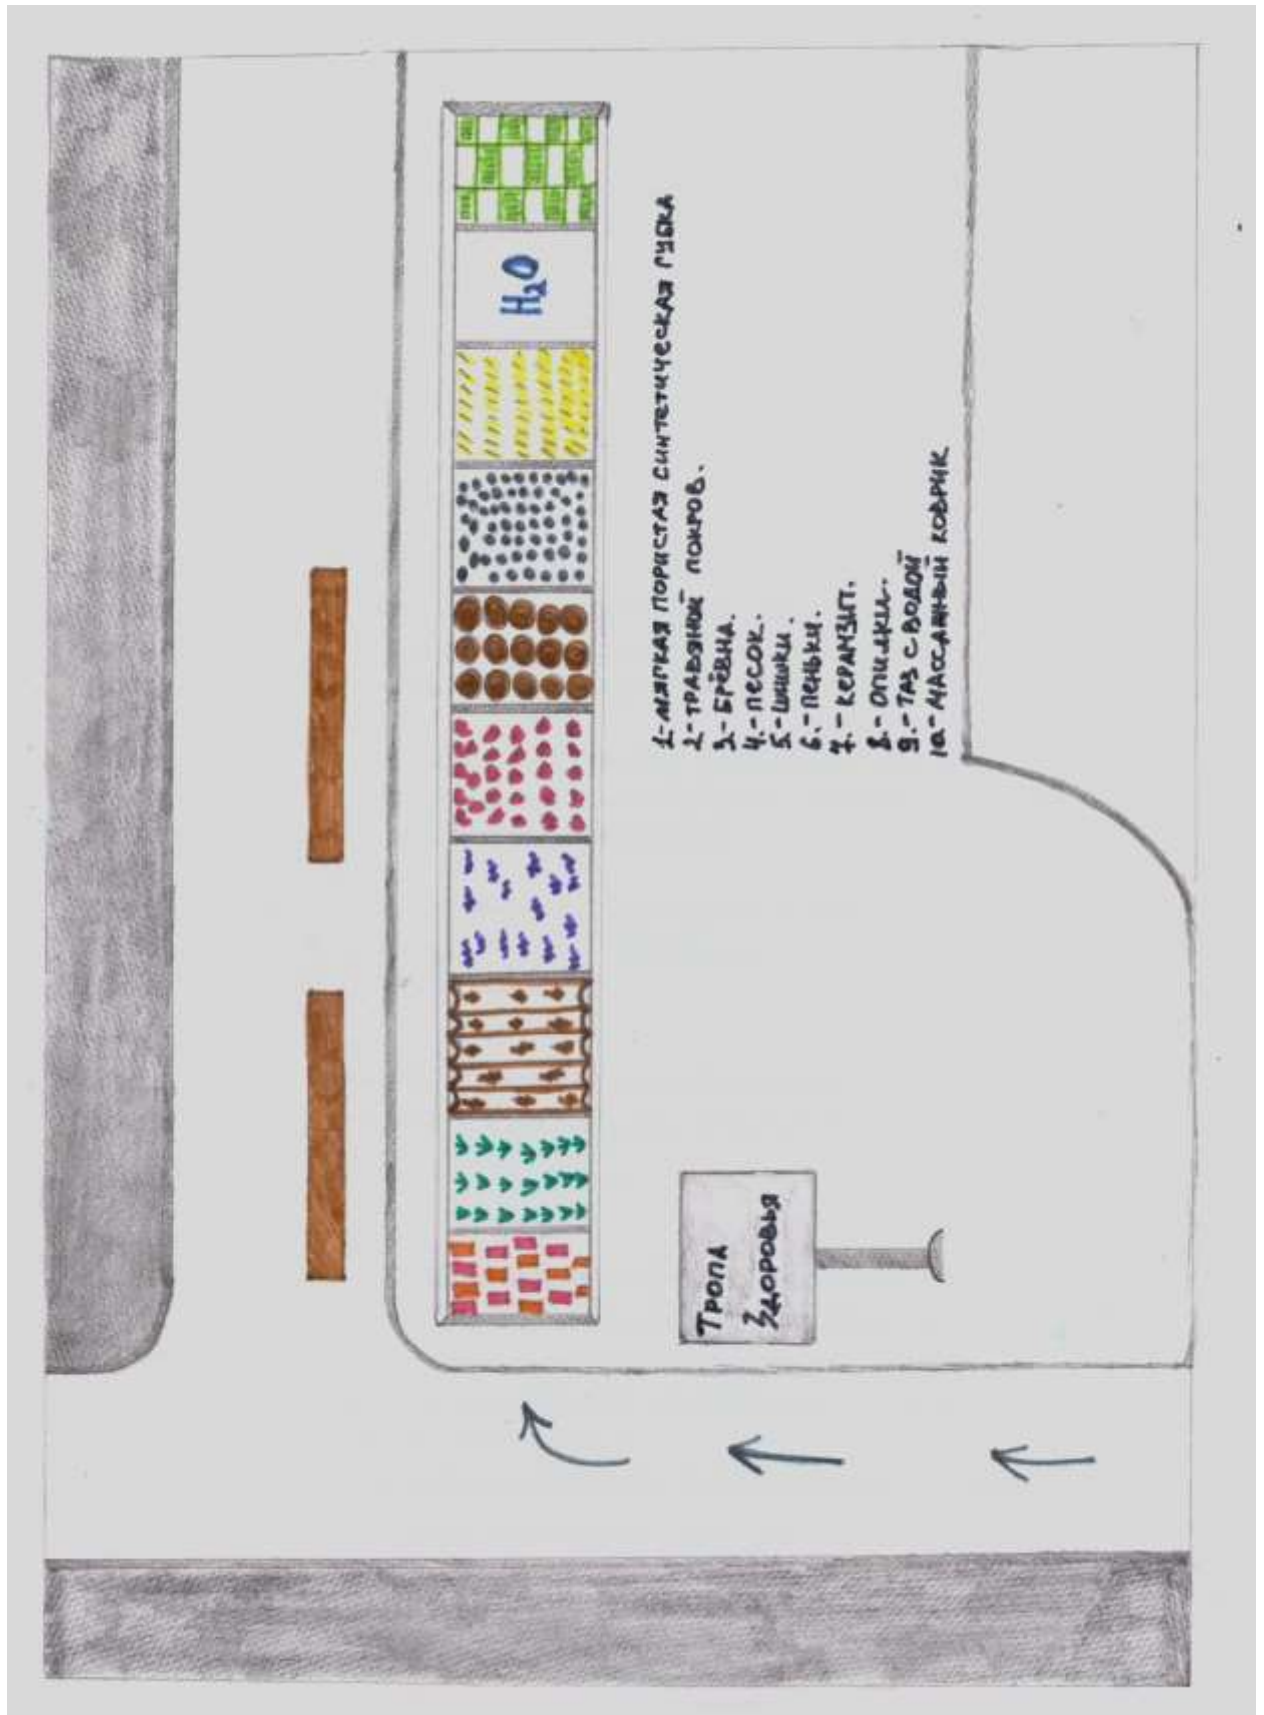 Тропа
Здоровья
H₂O
1-мягкая пористая синтетическая губка
2-травяной покров.
3.-брёвна.
4.-песок.
5.-шишки.
6.-пеньки.
7.-керамзит.
8.-опилки.
9.-таз с водой
10-массажный коврик